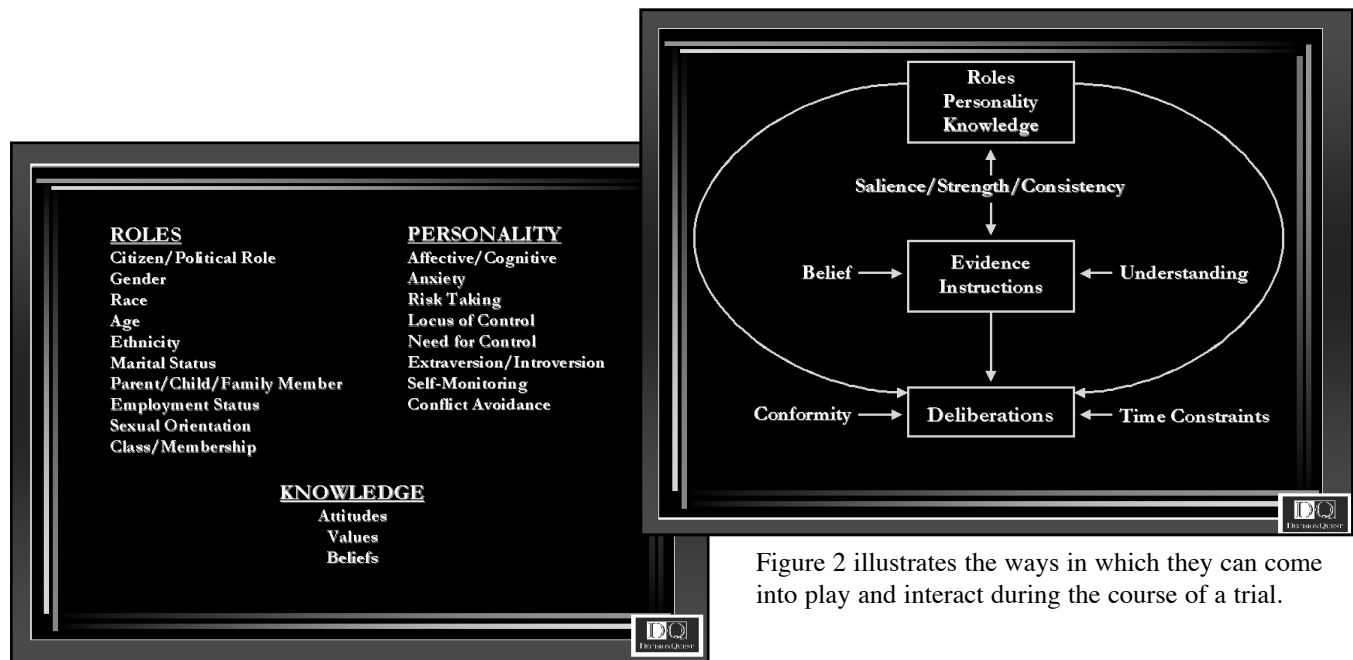 ROLES
Citizen/Political Role
Gender
Race
Age
Ethnicity
Marital Status
Parent/Child/Family Member
Employment Status
Sexual Orientation
Class/Membership
PERSONALITY
Affective/Cognitive
Anxiety
Risk Taking
Locus of Control
Need for Control
Extraversion/Introversion
Self-Monitoring
Conflict Avoidance
KNOWLEDGE
Attitudes
Values
Beliefs
DQ
DECISIONQUEST
Roles
Personality
Knowledge
Salience/Strength/Consistency
Belief
Evidence
Instructions
Understanding
Conformity
Deliberations
Time Constraints
DQ
DECISIONQUEST
Figure 2 illustrates the ways in which they can come
into play and interact during the course of a trial.